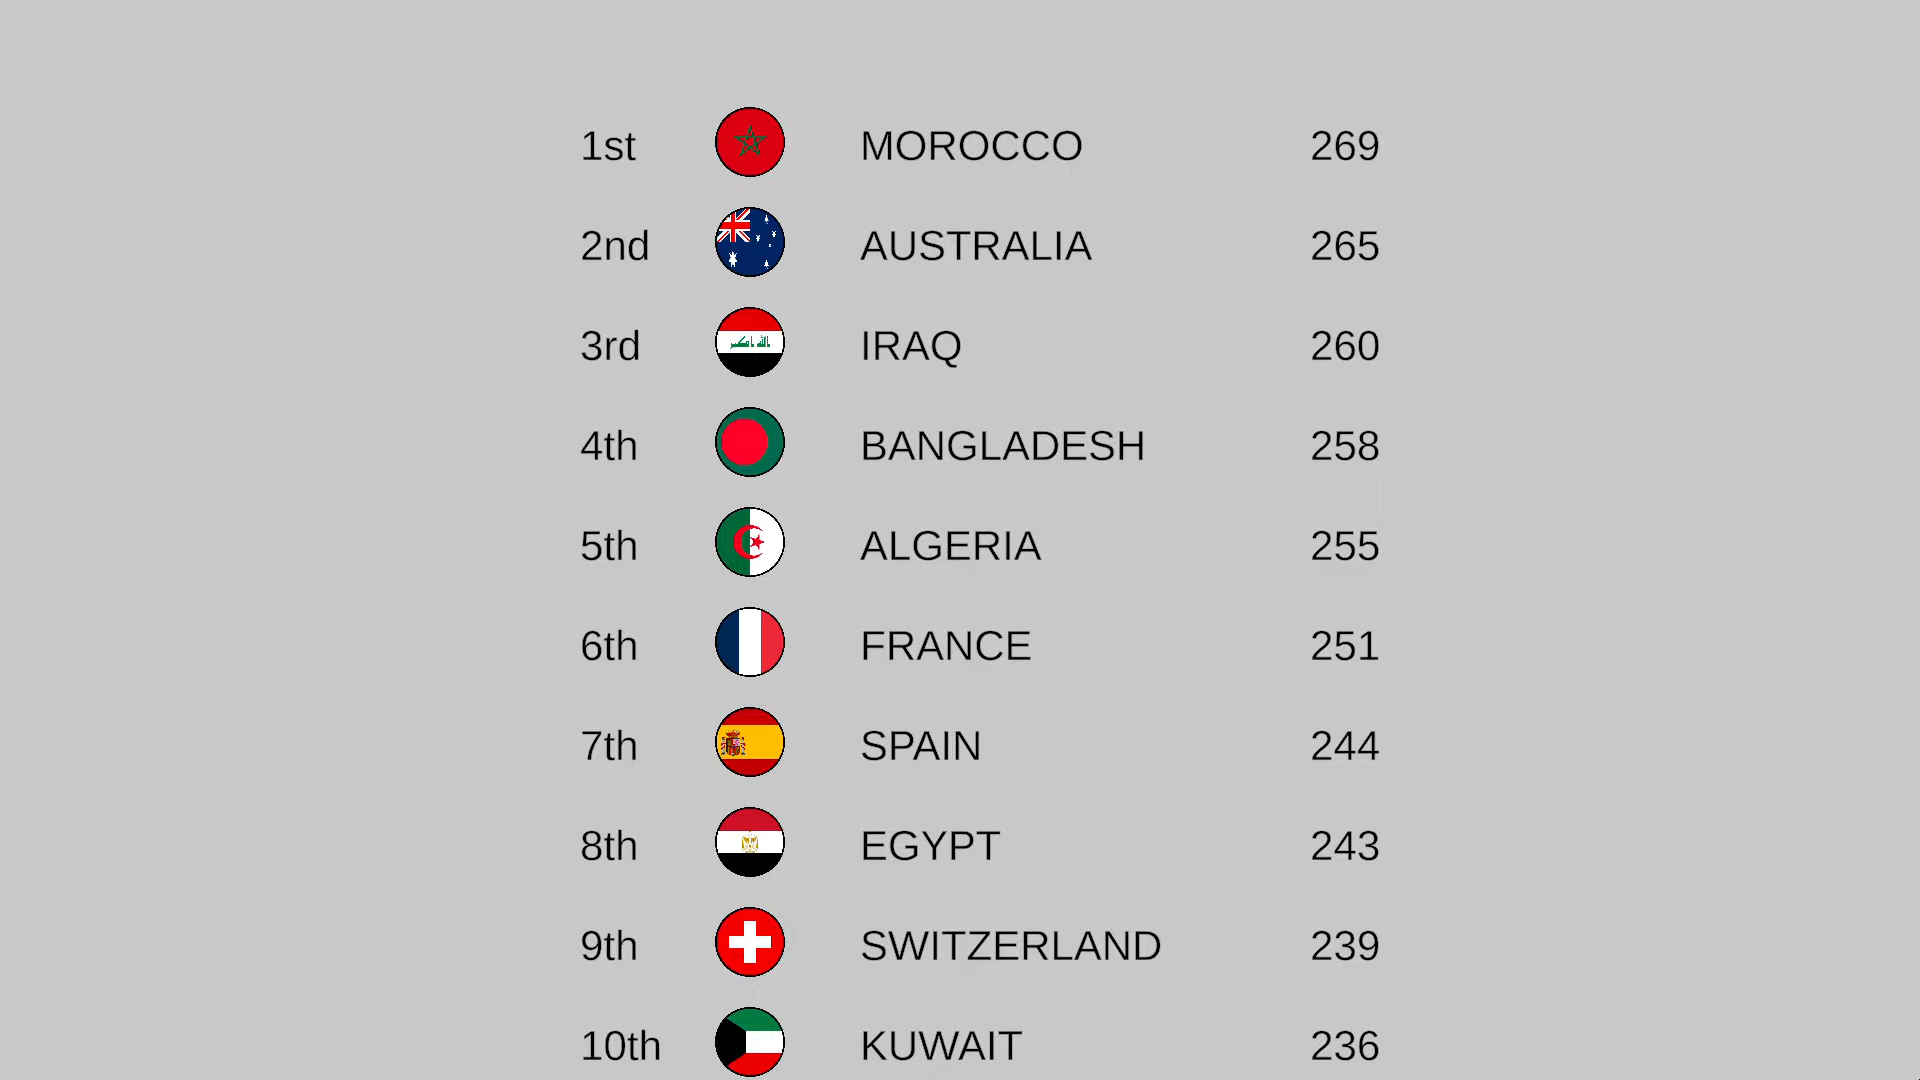 1st MOROCCO 269
2nd AUSTRALIA 265
3rd IRAQ 260
4th BANGLADESH 258
5th ALGERIA 255
6th FRANCE 251
7th SPAIN 244
8th EGYPT 243
9th SWITZERLAND 239
10th KUWAIT 236